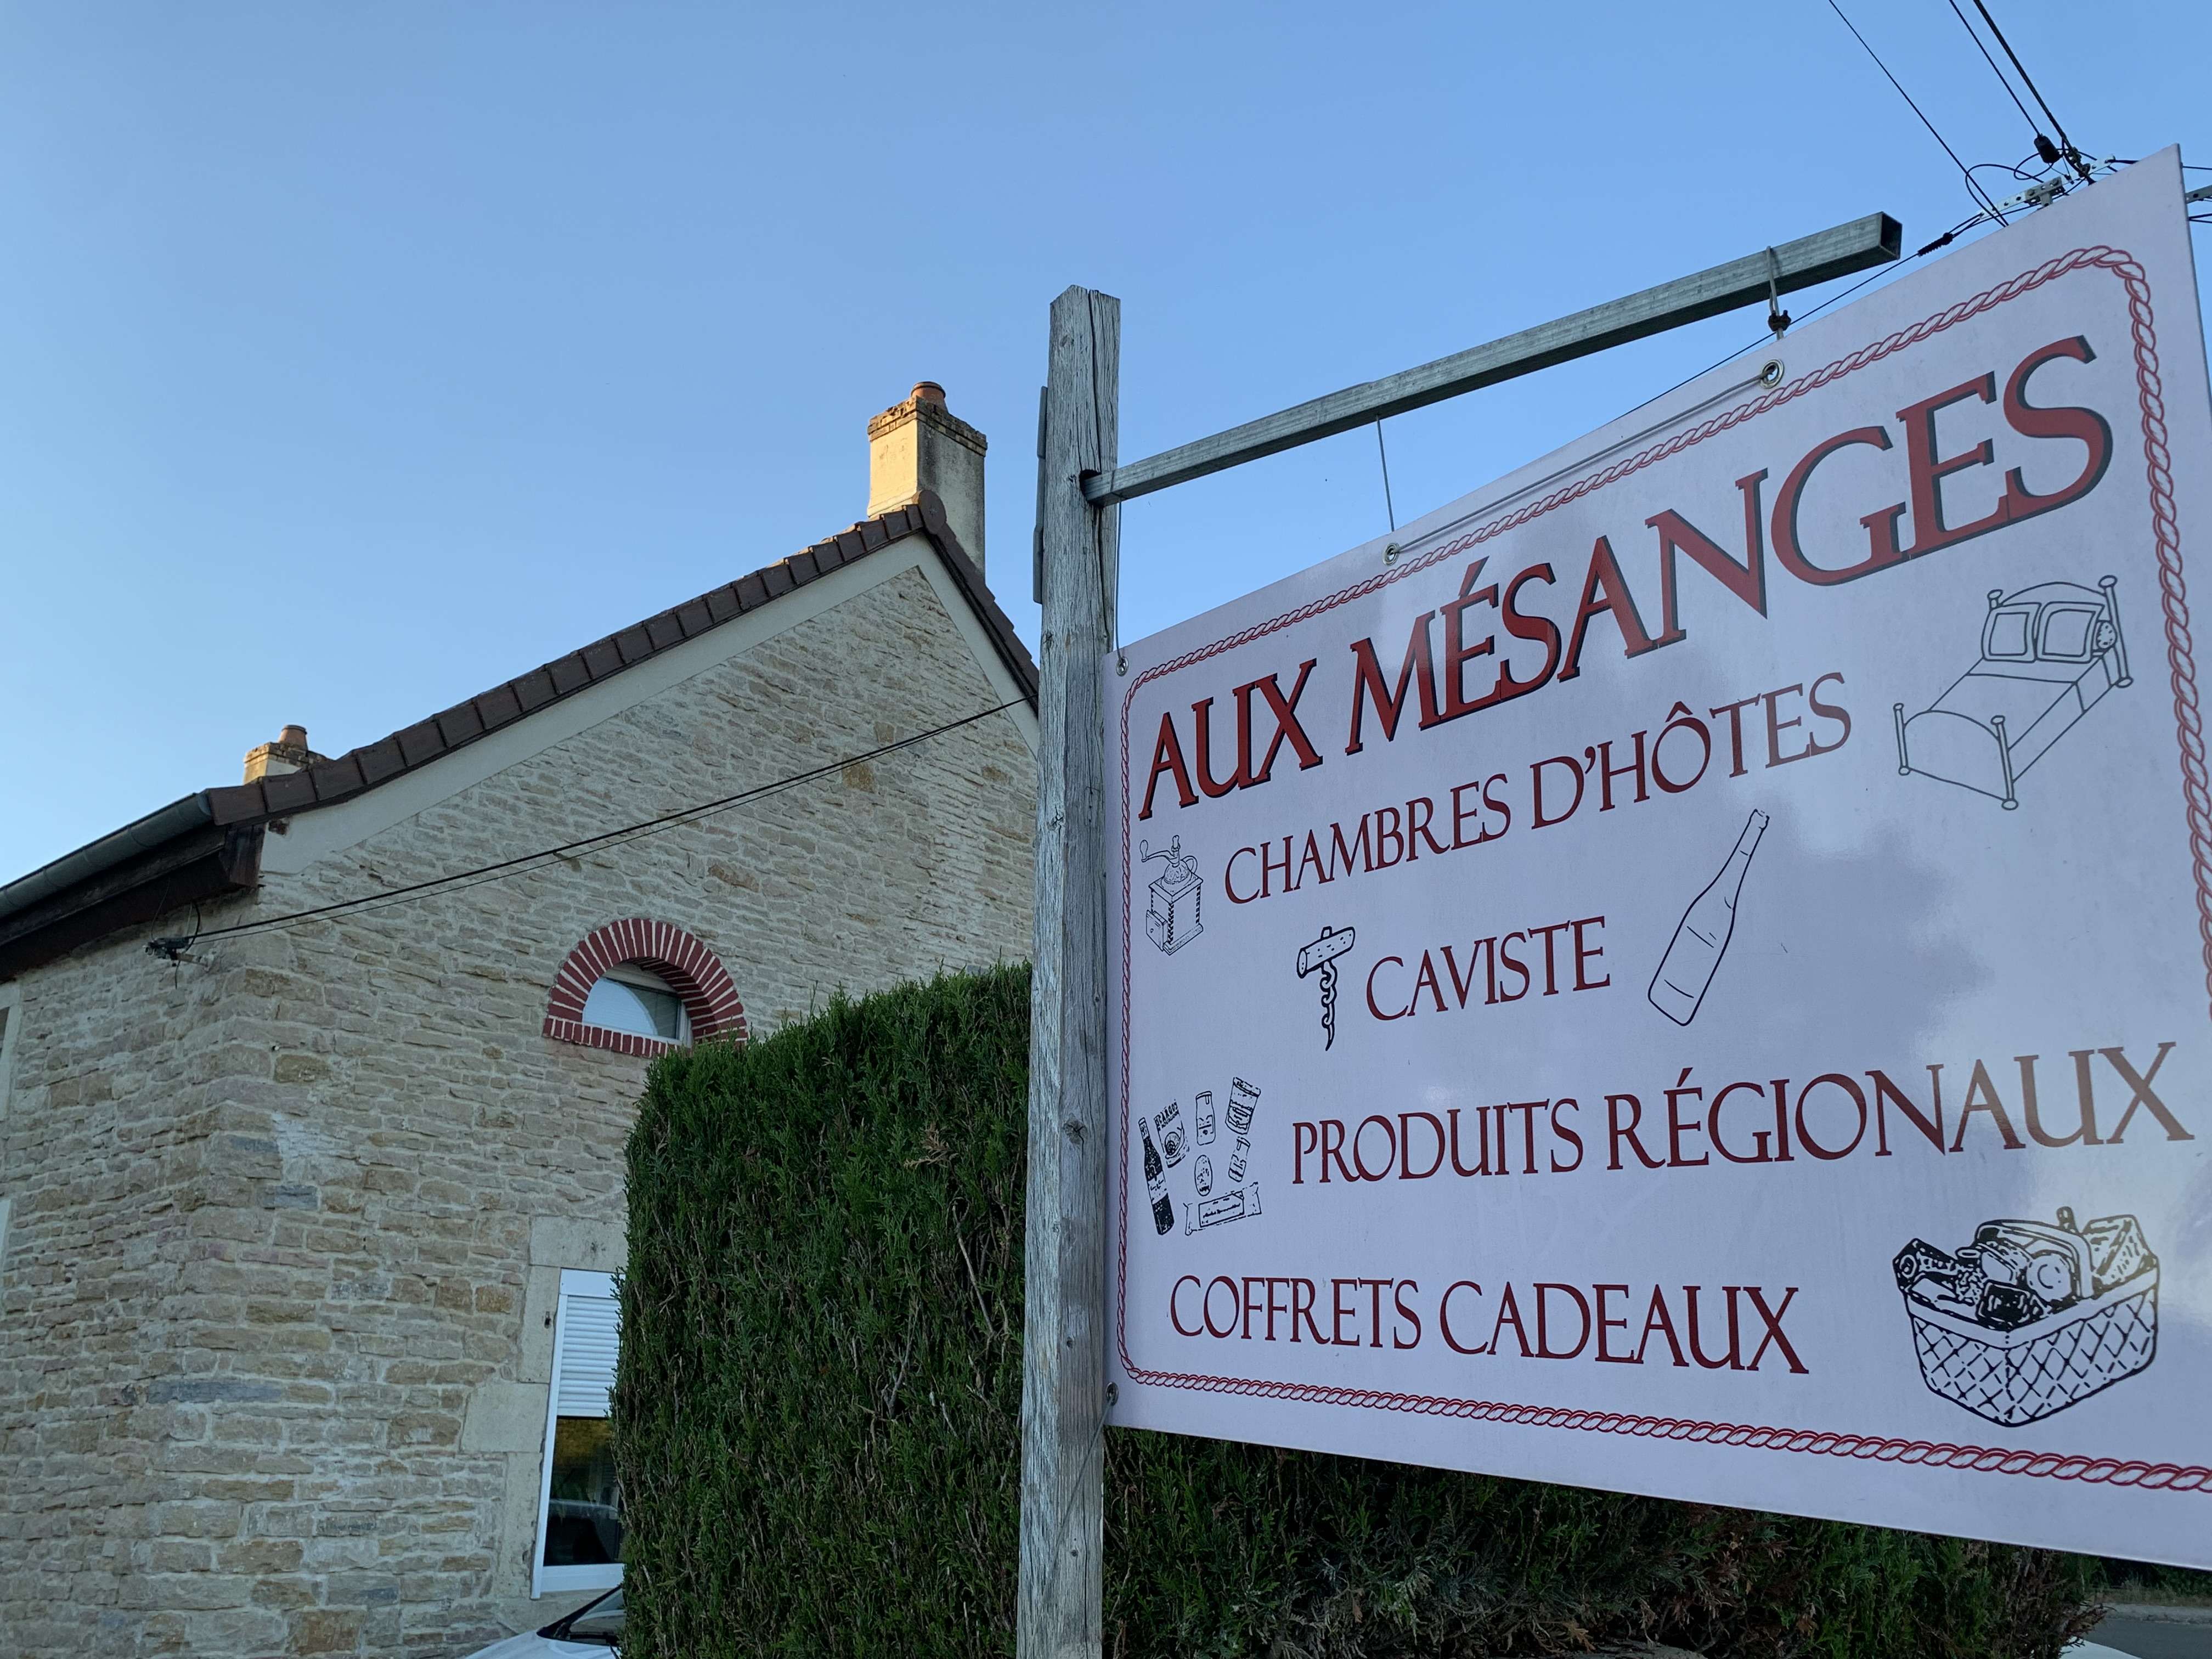 AUX MÉSANGES
CHAMBRES D'HÔTES
CAVISTE
PRODUITS RÉGIONAUX
COFFRETS CADEAUX